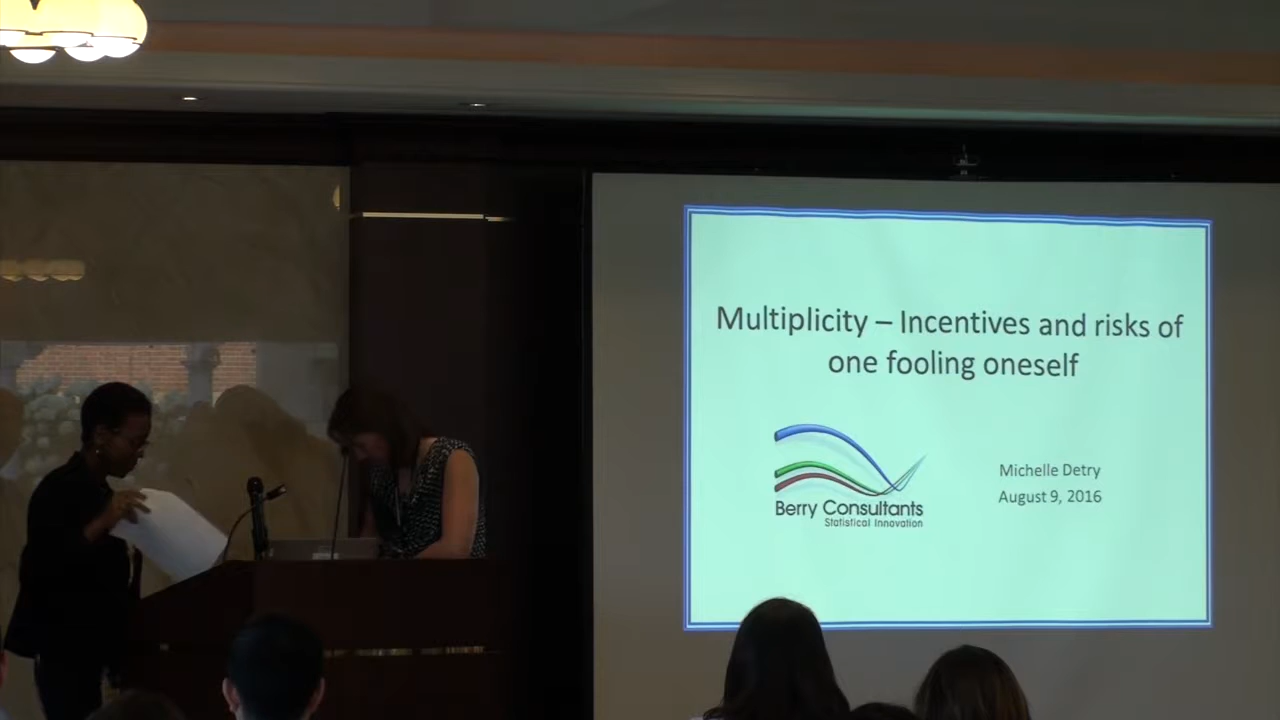 Multiplicity – Incentives and risks of
one fooling oneself
Berry Consultants
Statistical Innovation
Michelle Detry
August 9, 2016